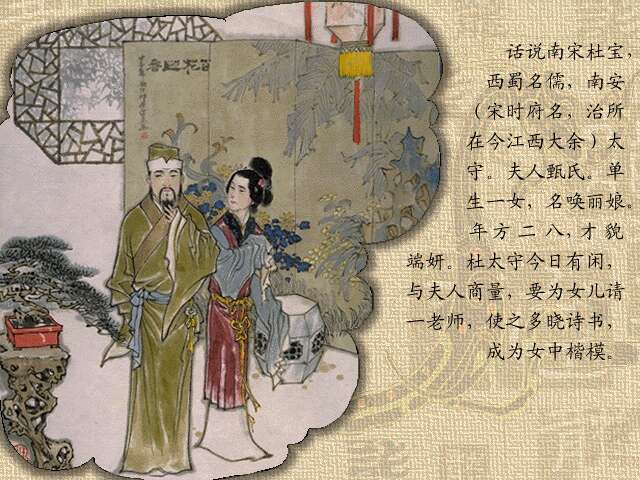 话说南宋杜宝，
西蜀名儒，南安
（宋时府名，治所
在今江西大余）太
守。夫人甄氏。单
生一女，名唤丽娘。
年方二八，才貌
端妍。杜太守今日有闲，
与夫人商量，要为女儿请
一老师，使之多晓诗书，
成为女中楷模。